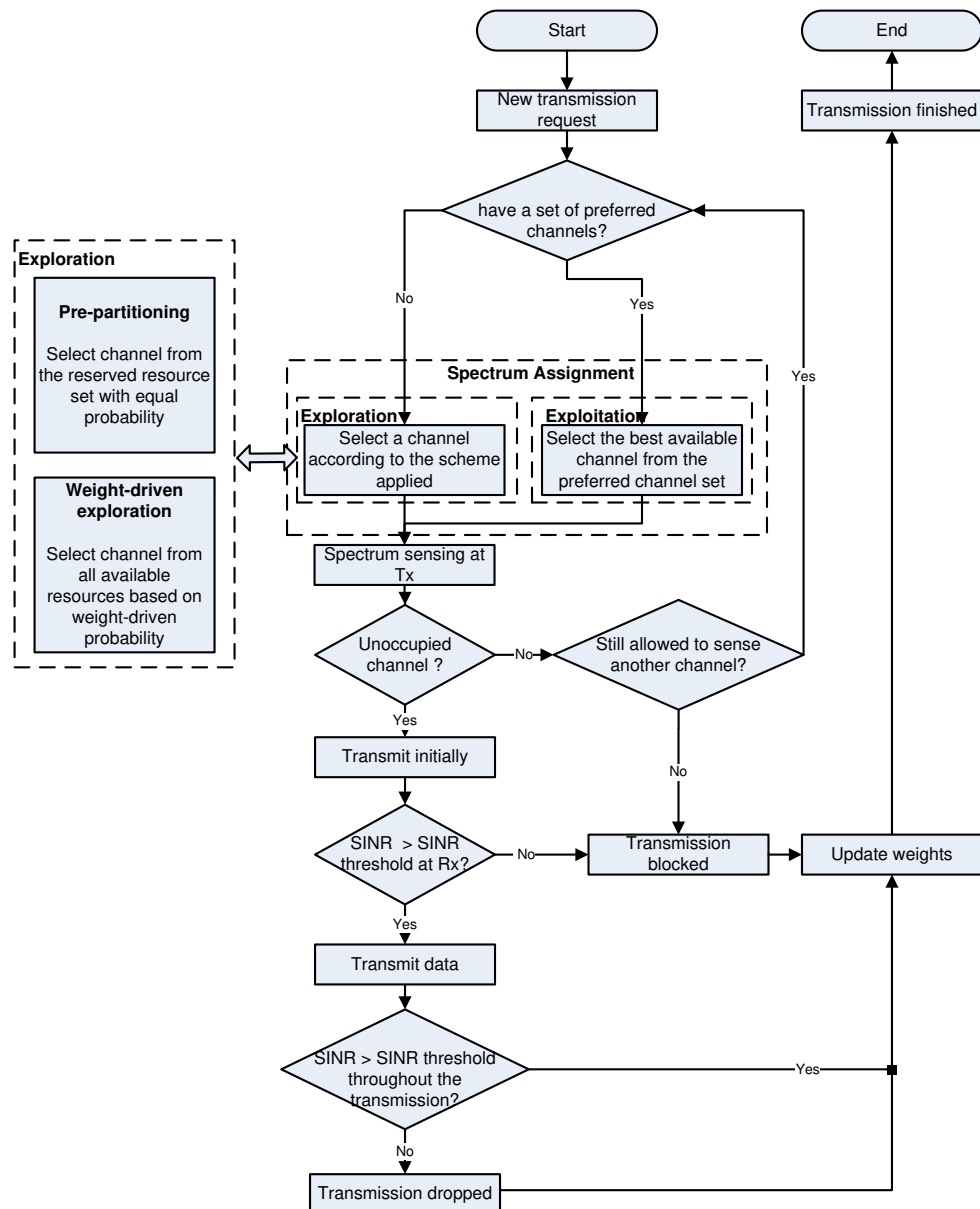 Start
End
New transmission
request
Transmission finished
have a set of preferred
channels?
No
Yes
Yes
Exploration
Pre-partitioning
Select channel from
the reserved resource
set with equal
probability
Weight-driven
exploration
Select channel from
all available
resources based on
weight-driven
probability
Spectrum Assignment
Exploration
Select a channel
according to the scheme
applied
Exploitation
Select the best available
channel from the
preferred channel set
Spectrum sensing at
Tx
Unoccupied
channel ?
No
Still allowed to sense
another channel?
Yes
No
Transmit initially
SINR > SINR
threshold at Rx?
No
Transmission
blocked
Update weights
Yes
Transmit data
SINR > SINR threshold
throughout the
transmission?
Yes
No
Transmission dropped